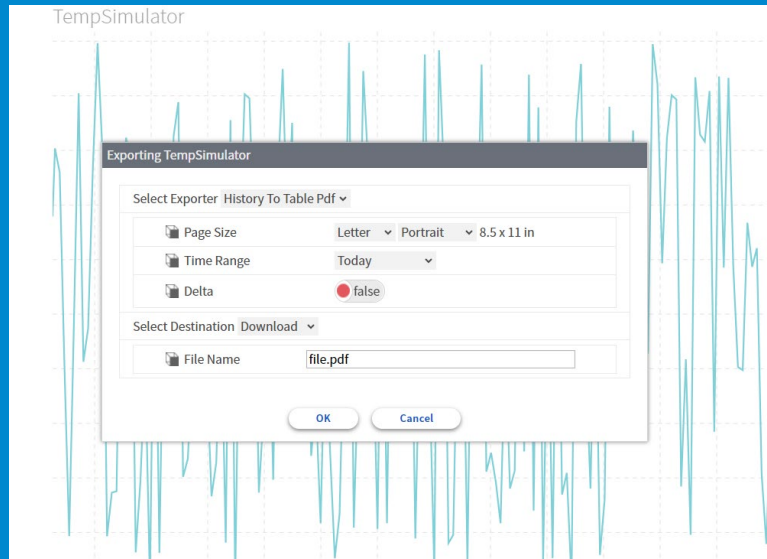 TempSimulator
Exporting TempSimulator
Select Exporter History To Table Pdf
Page Size Letter Portrait 8.5 x 11 in
Time Range Today
Delta false
Select Destination Download
File Name file.pdf
OK Cancel